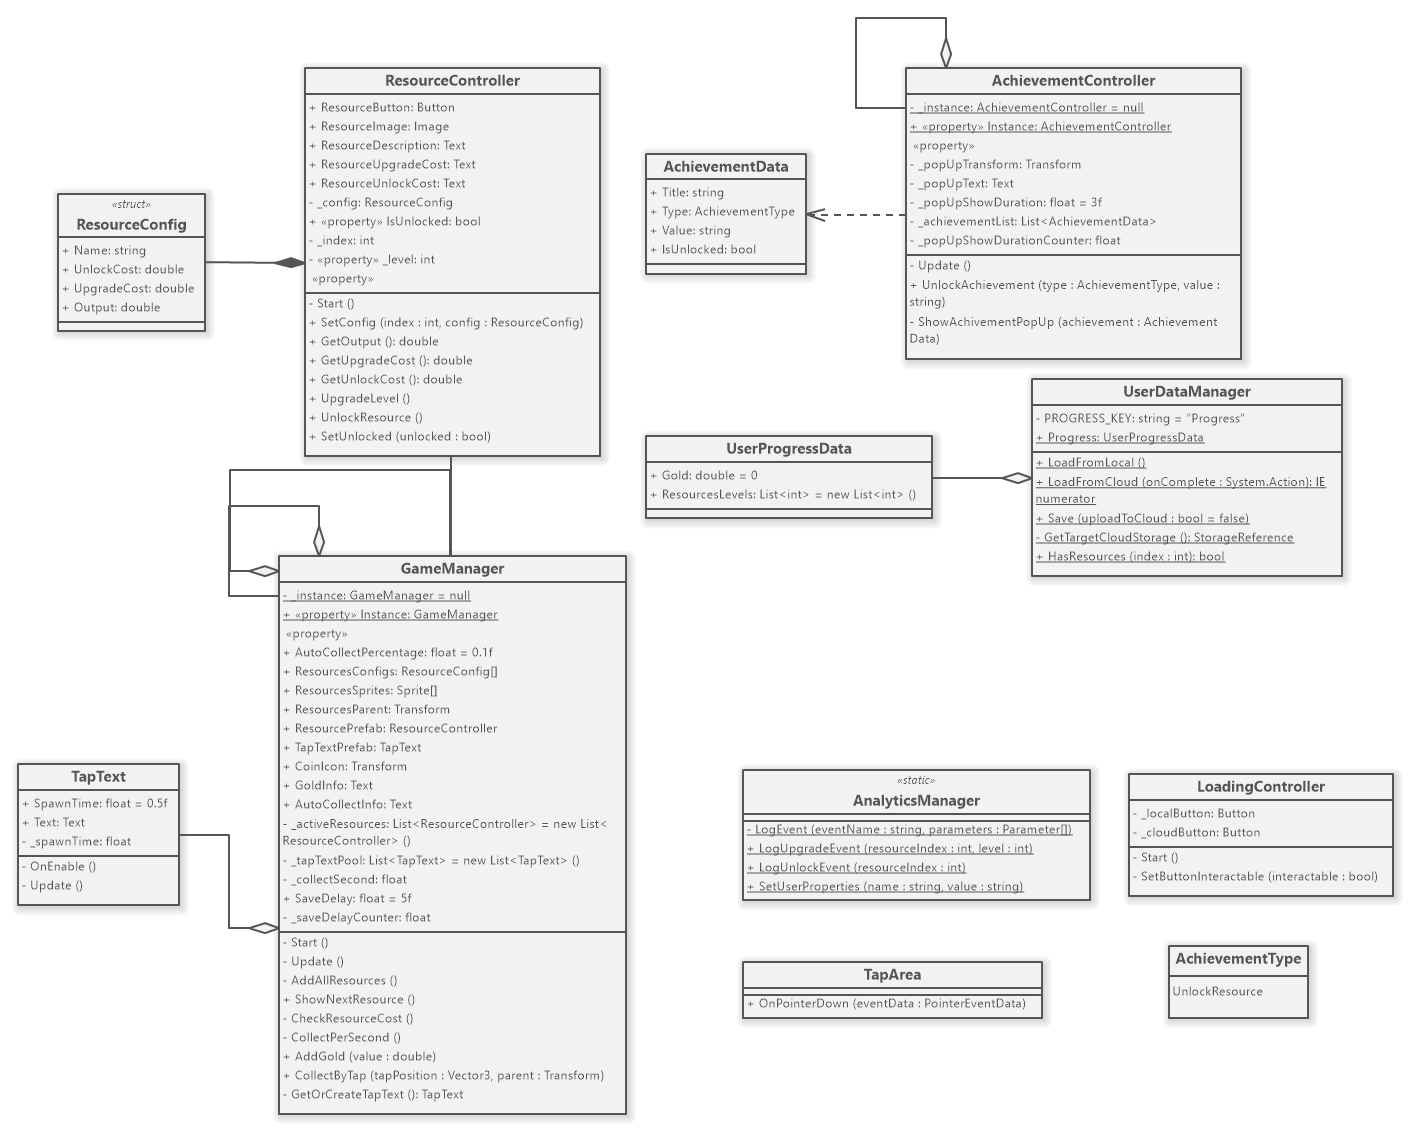 ResourceController
+ ResourceButton: Button
+ ResourceImage: Image
+ ResourceDescription: Text
+ ResourceUpgradeCost: Text
+ ResourceUnlockCost: Text
- _config: ResourceConfig
+ «property» IsUnlocked: bool
- _index: int
- «property» _level: int
«property»
- Start ()
+ SetConfig (index : int, config : ResourceConfig)
+ GetOutput (): double
+ GetUpgradeCost (): double
+ GetUnlockCost (): double
+ UpgradeLevel ()
+ UnlockResource ()
+ SetUnlocked (unlocked : bool)
AchievementController
- _instance: AchievementController = null
+ «property» Instance: AchievementController
«property»
- _popUpTransform: Transform
- _popUpText: Text
- _popUpShowDuration: float = 3f
- _achievementList: List<AchievementData>
- _popUpShowDurationCounter: float
- Update ()
+ UnlockAchievement (type : AchievementType, value :
string)
- ShowAchivementPopUp (achievement : Achievement
Data)
AchievementData
+ Title: string
+ Type: AchievementType
+ Value: string
+ IsUnlocked: bool
«struct»
ResourceConfig
+ Name: string
+ UnlockCost: double
+ UpgradeCost: double
+ Output: double
UserDataManager
- PROGRESS_KEY: string = "Progress"
+ Progress: UserProgressData
+ LoadFromLocal ()
+ LoadFromCloud (onComplete : System.Action): IE
numerator
+ Save (uploadToCloud : bool = false)
- GetTargetCloudStorage (): StorageReference
+ HasResources (index : int): bool
UserProgressData
+ Gold: double = 0
+ ResourcesLevels: List<int> = new List<int> ()
GameManager
- _instance: GameManager = null
+ «property» Instance: GameManager
«property»
+ AutoCollectPercentage: float = 0.1f
+ ResourcesConfigs: ResourceConfig[]
+ ResourcesSprites: Sprite[]
+ ResourcesParent: Transform
+ ResourcePrefab: ResourceController
+ TapTextPrefab: TapText
+ CoinIcon: Transform
+ GoldInfo: Text
+ AutoCollectInfo: Text
- _activeResources: List<ResourceController> = new List<
ResourceController> ()
- _tapTextPool: List<TapText> = new List<TapText> ()
- _collectSecond: float
+ SaveDelay: float = 5f
- _saveDelayCounter: float
- Start ()
- Update ()
- AddAllResources ()
+ ShowNextResource ()
- CheckResourceCost ()
- CollectPerSecond ()
+ AddGold (value : double)
+ CollectByTap (tapPosition : Vector3, parent : Transform)
- GetOrCreateTapText (): TapText
TapText
+ SpawnTime: float = 0.5f
+ Text: Text
- _spawnTime: float
- OnEnable ()
- Update ()
«static»
AnalyticsManager
- LogEvent (eventName : string, parameters : Parameter[])
+ LogUpgradeEvent (resourceIndex : int, level : int)
+ LogUnlockEvent (resourceIndex : int)
+ SetUserProperties (name : string, value : string)
LoadingController
- _localButton: Button
- _cloudButton: Button
- Start ()
- SetButtonInteractable (interactable : bool)
TapArea
+ OnPointerDown (eventData : PointerEventData)
AchievementType
UnlockResource